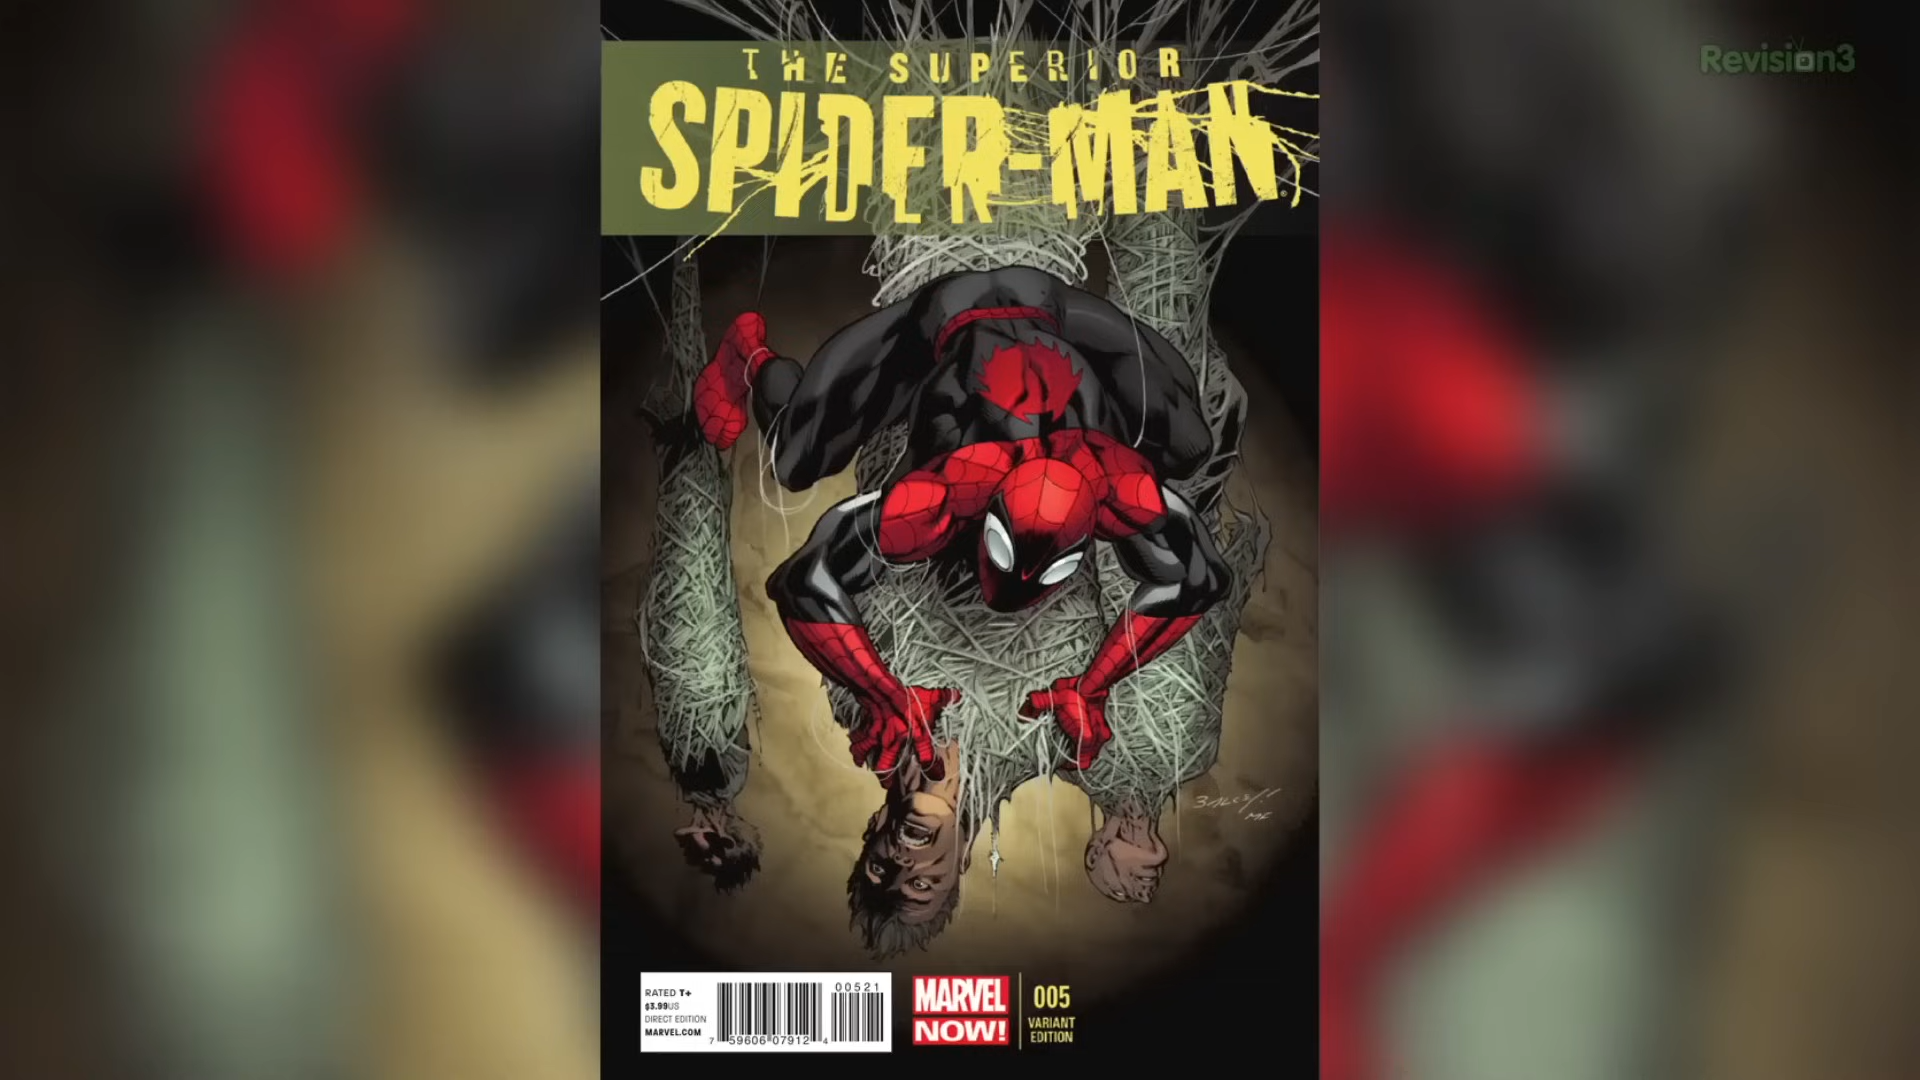 Revision3
THE SUPERIOR
SPIDER-MAN
RATED T+
$3.99US
DIRECT EDITION
MARVEL.COM
00521
7 59606 07912 4
MARVEL
NOW!
005
VARIANT
EDITION